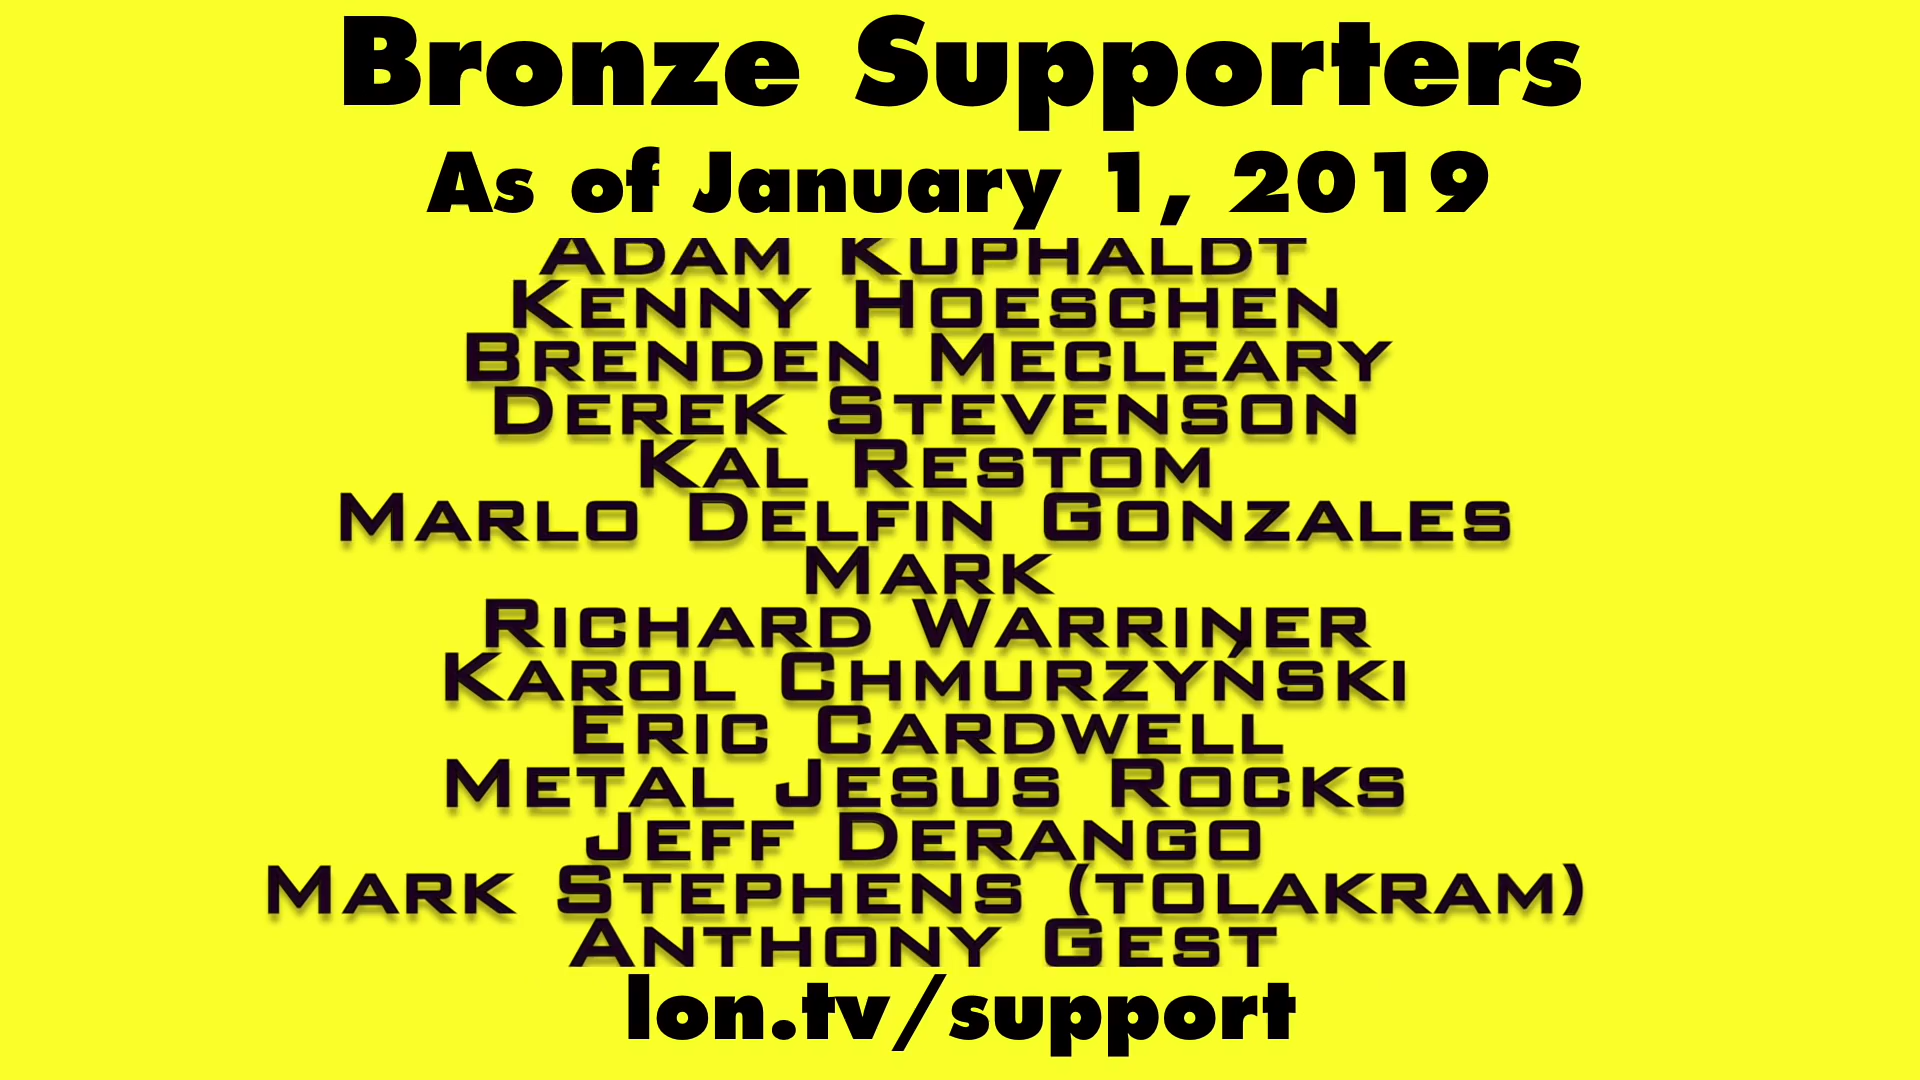 Bronze Supporters
As of January 1, 2019
Adam Kuphaldt
Kenny Hoeschen
Brenden Mecleary
Derek Stevenson
Kal Restom
Marlo Delfin Gonzales
Mark
Richard Warriner
Karol Chmurzyński
Eric Cardwell
Metal Jesus Rocks
Jeff Derango
Mark Stephens (tolakram)
Anthony Gest
lon.tv/support